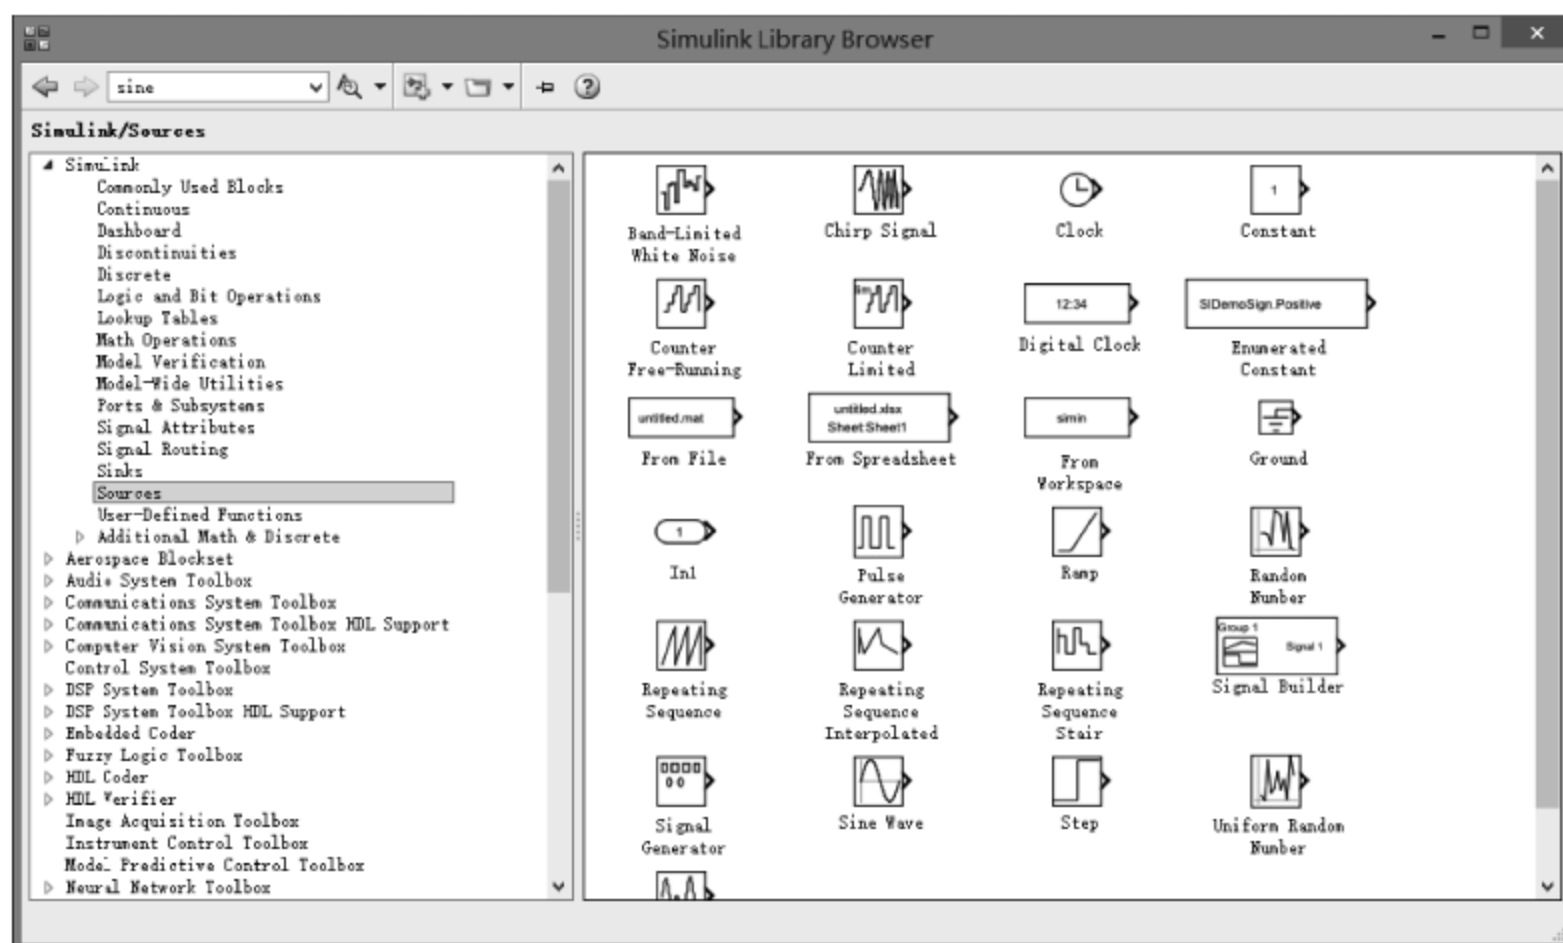 Simulink Library Browser
sine
Simulink/Sources
Simulink
Commonly Used Blocks
Continuous
Dashboard
Discontinuities
Discrete
Logic and Bit Operations
Lookup Tables
Math Operations
Model Verification
Model-Wide Utilities
Ports & Subsystems
Signal Attributes
Signal Routing
Sinks
Sources
User-Defined Functions
Additional Math & Discrete
Aerospace Blockset
Audio System Toolbox
Communications System Toolbox
Communications System Toolbox HDL Support
Computer Vision System Toolbox
Control System Toolbox
DSP System Toolbox
DSP System Toolbox HDL Support
Embedded Coder
Fuzzy Logic Toolbox
HDL Coder
HDL Verifier
Image Acquisition Toolbox
Instrument Control Toolbox
Model Predictive Control Toolbox
Neural Network Toolbox
Band-Limited
White Noise
Chirp Signal
Clock
1
Constant
Counter
Free-Running
lim
Counter
Limited
12:34
Digital Clock
SlDemoSign.Positive
Enumerated
Constant
untitled.mat
From File
untitled.xlsx
Sheet:Sheet1
From Spreadsheet
simin
From
Workspace
Ground
1
In1
Pulse
Generator
Ramp
Random
Number
Repeating
Sequence
Repeating
Sequence
Interpolated
Repeating
Sequence
Stair
Group 1
Signal 1
Signal Builder
Signal
Generator
Sine Wave
Step
Uniform Random
Number